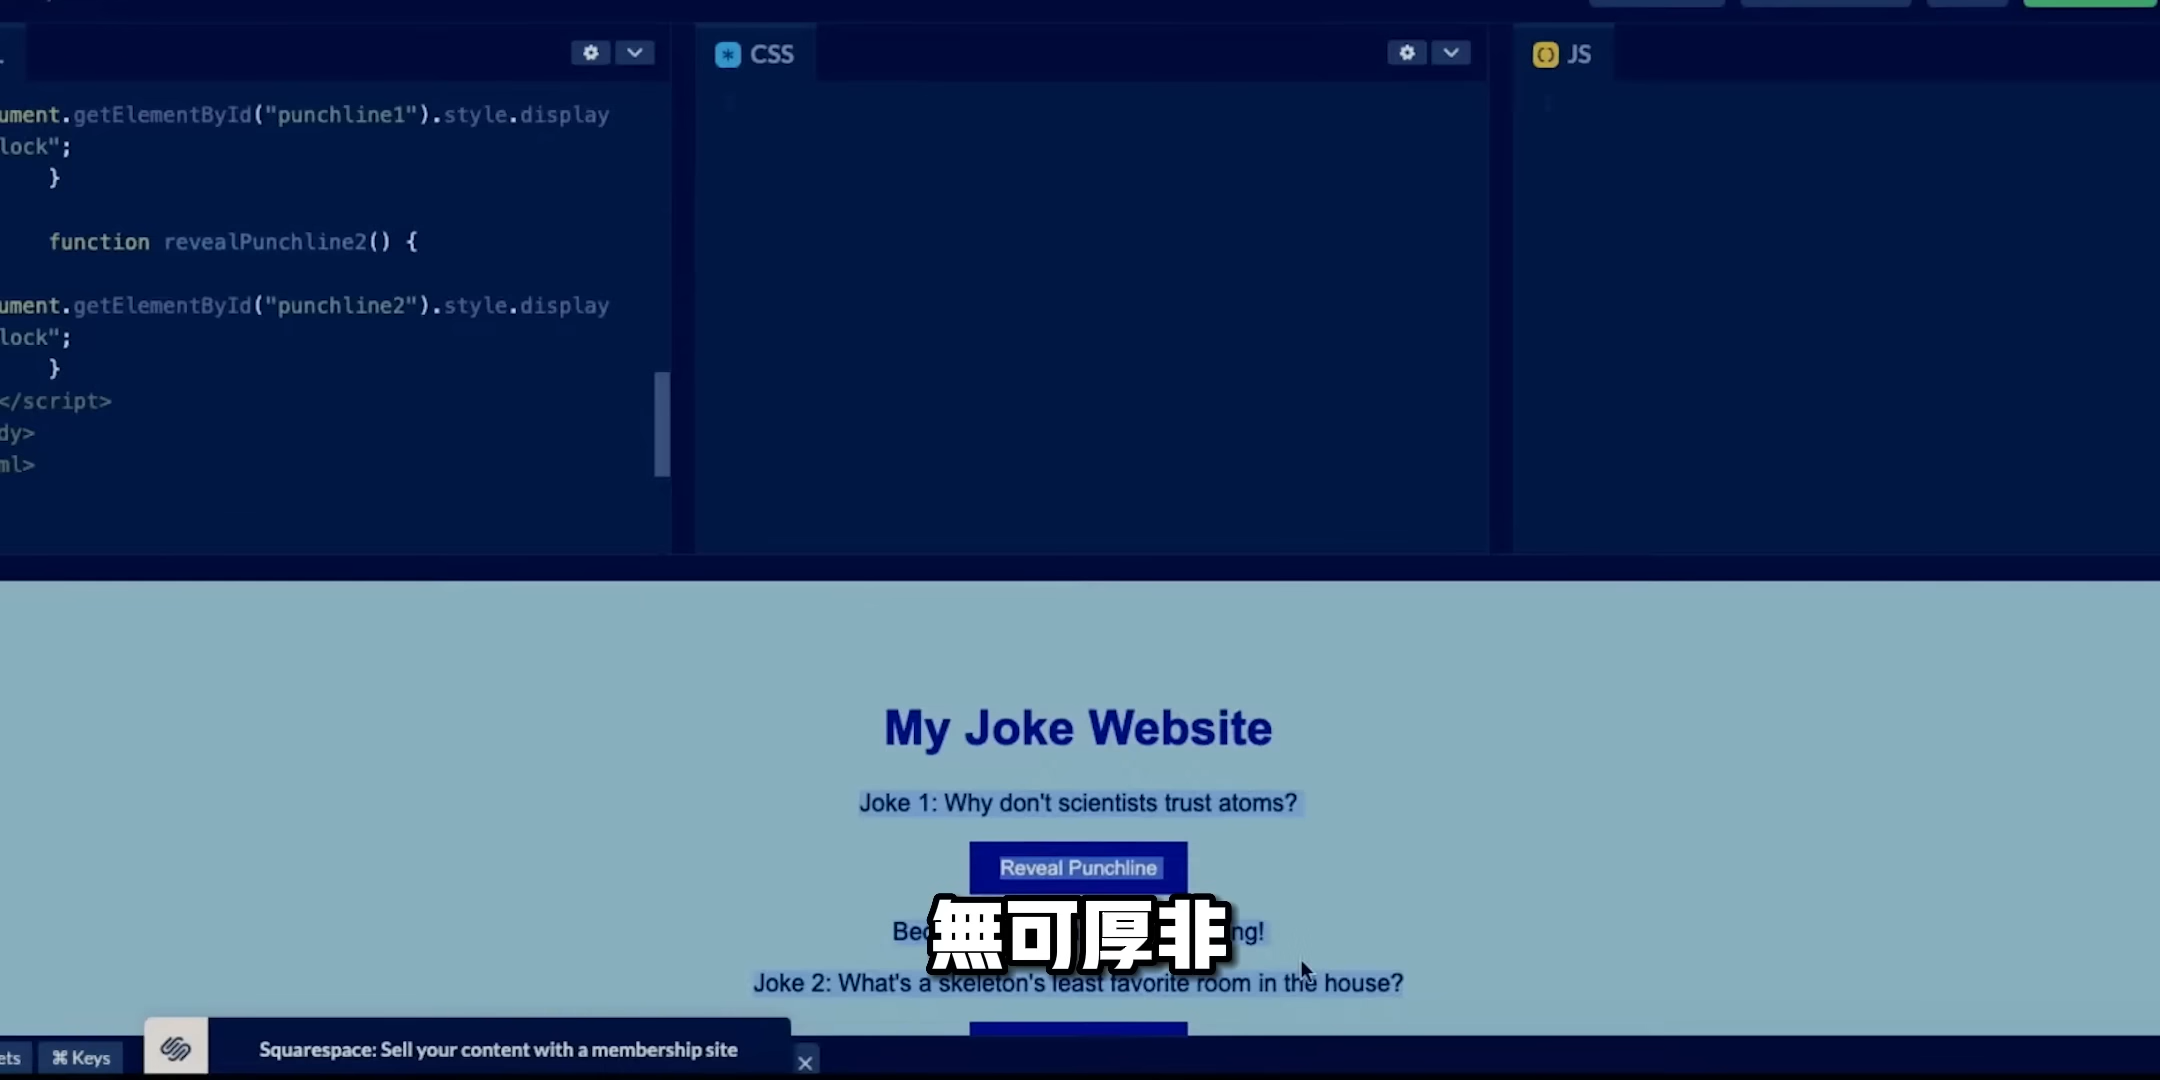 CSS
JS
ument.getElementById("punchline1").style.display
lock";
}
function revealPunchline2() {
ument.getElementById("punchline2").style.display
lock";
}
</script>
dy>
ml>
My Joke Website
Joke 1: Why don't scientists trust atoms?
Reveal Punchline
無可厚非
ng!
Joke 2: What's a skeleton's least favorite room in the house?
ets
⌘ Keys
Squarespace: Sell your content with a membership site